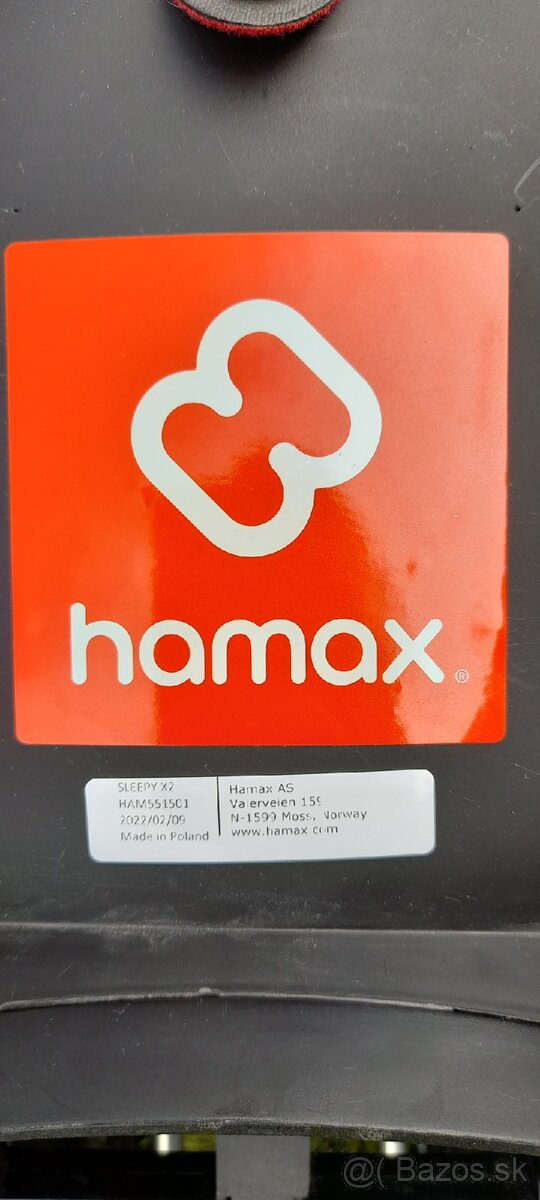 hamax®
SLEEPY X2
HAM551501
2022/02/09
Made in Poland
Hamax AS
Valerveien 159
N-1599 Moss, Norway
www.hamax.com
@( Bazos.sk